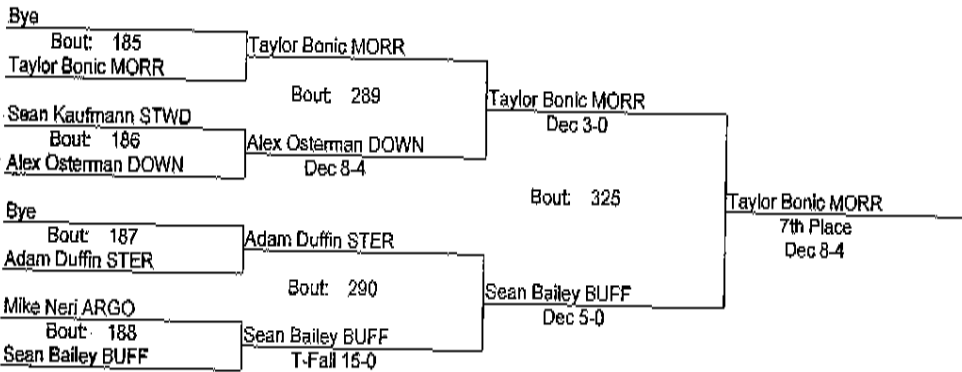 Bye
Bout: 185
Taylor Bonic MORR
Taylor Bonic MORR
Bout: 289
Sean Kaufmann STWD
Bout: 186
Alex Osterman DOWN
Alex Osterman DOWN
Dec 8-4
Taylor Bonic MORR
Dec 3-0
Bout: 325
Bye
Bout: 187
Adam Duffin STER
Adam Duffin STER
Bout: 290
Mike Neri ARGO
Bout: 188
Sean Bailey BUFF
Sean Bailey BUFF
T-Fall 15-0
Sean Bailey BUFF
Dec 5-0
Taylor Bonic MORR
7th Place
Dec 8-4